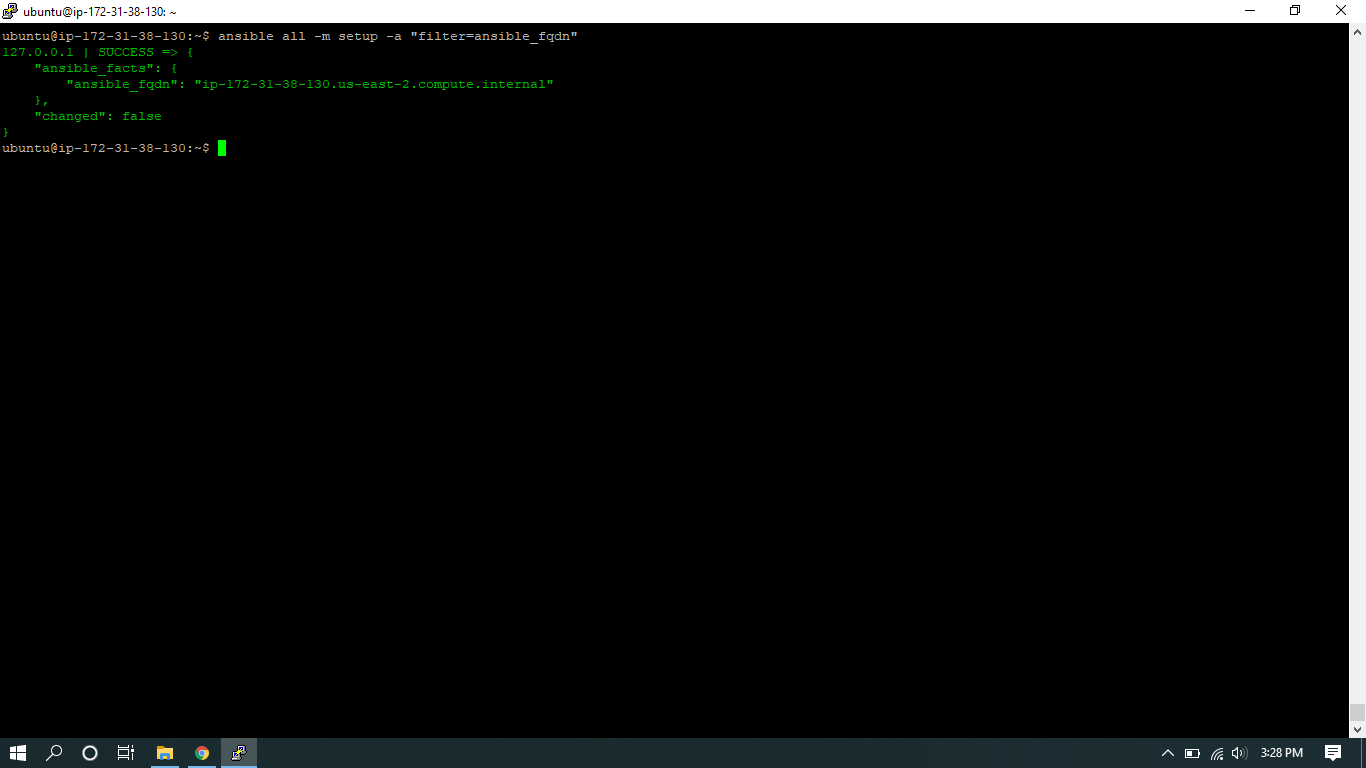 ubuntu@ip-172-31-38-130: ~
ubuntu@ip-172-31-38-130:~$ ansible all -m setup -a "filter=ansible_fqdn"
127.0.0.1 | SUCCESS => {
    "ansible_facts": {
        "ansible_fqdn": "ip-172-31-38-130.us-east-2.compute.internal"
    },
    "changed": false
}
ubuntu@ip-172-31-38-130:~$
3:28 PM